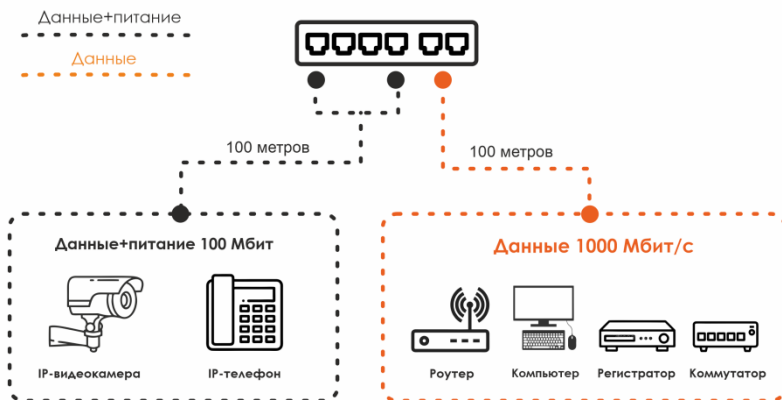 Данные+питание
Данные
100 метров
100 метров
Данные+питание 100 Мбит
Данные 1000 Мбит/с
IP-видеокамера
IP-телефон
Роутер
Компьютер
Регистратор
Коммутатор